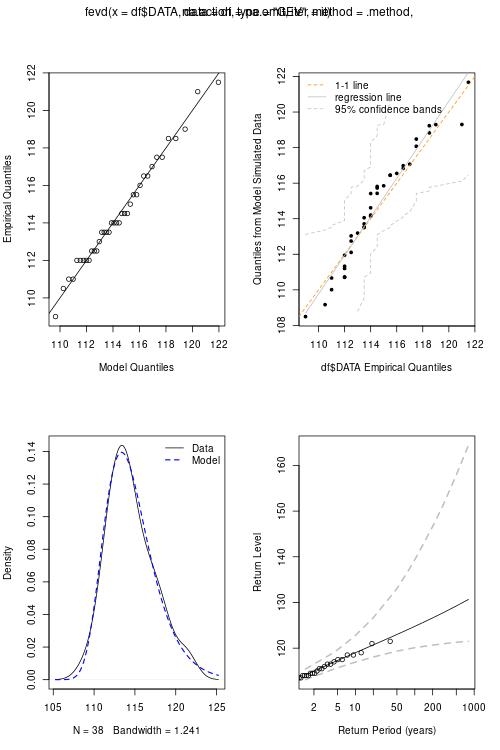 fevd(x = df$DATA, na.action, type = "GEV", method = .method,
122
120
118
116
114
112
110
Empirical Quantiles
110 112 114 116 118 120 122
Model Quantiles
1-1 line
regression line
95% confidence bands
122
120
118
116
114
112
110
108
Quantiles from Model Simulated Data
110 112 114 116 118 120 122
df$DATA Empirical Quantiles
Data
Model
0.14
0.12
0.10
0.08
0.06
0.04
0.02
0.00
Density
105 110 115 120 125
N = 38 Bandwidth = 1.241
160
150
140
130
120
Return Level
2 5 10 50 200 1000
Return Period (years)